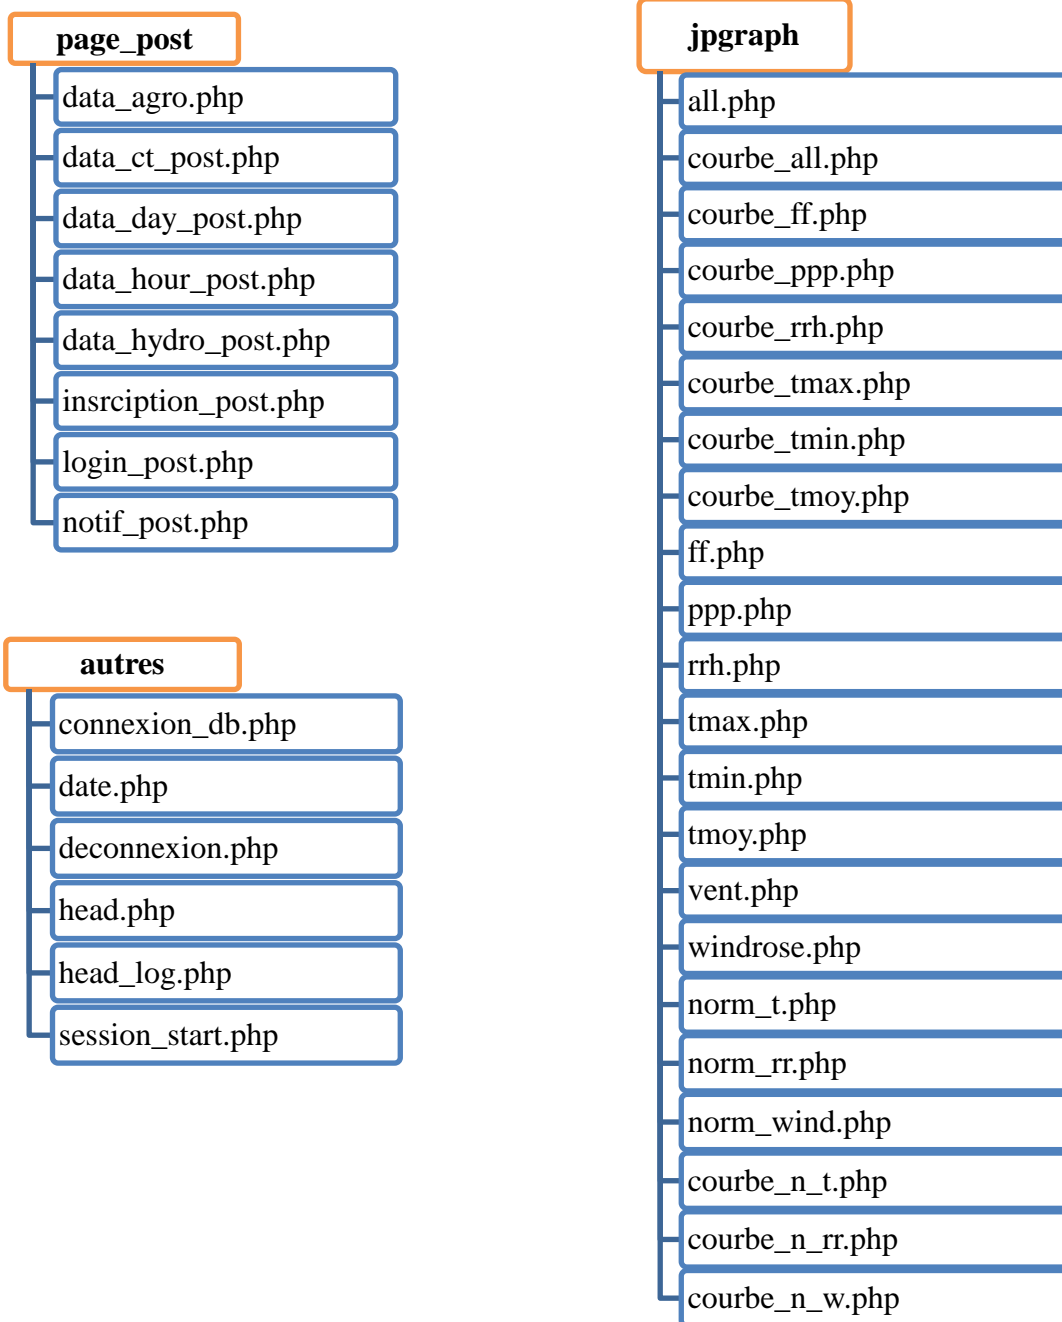 page_post
data_agro.php
data_ct_post.php
data_day_post.php
data_hour_post.php
data_hydro_post.php
insrciption_post.php
login_post.php
notif_post.php
autres
connexion_db.php
date.php
deconnexion.php
head.php
head_log.php
session_start.php
jpgraph
all.php
courbe_all.php
courbe_ff.php
courbe_ppp.php
courbe_rrh.php
courbe_tmax.php
courbe_tmin.php
courbe_tmoy.php
ff.php
ppp.php
rrh.php
tmax.php
tmin.php
tmoy.php
vent.php
windrose.php
norm_t.php
norm_rr.php
norm_wind.php
courbe_n_t.php
courbe_n_rr.php
courbe_n_w.php